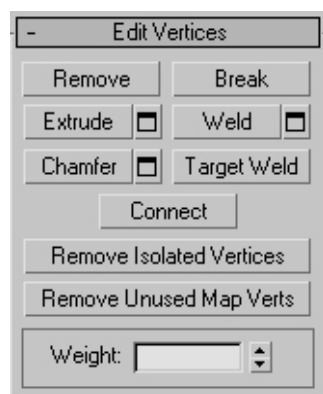 - Edit Vertices
Remove Break
Extrude Weld
Chamfer Target Weld
Connect
Remove Isolated Vertices
Remove Unused Map Verts
Weight: